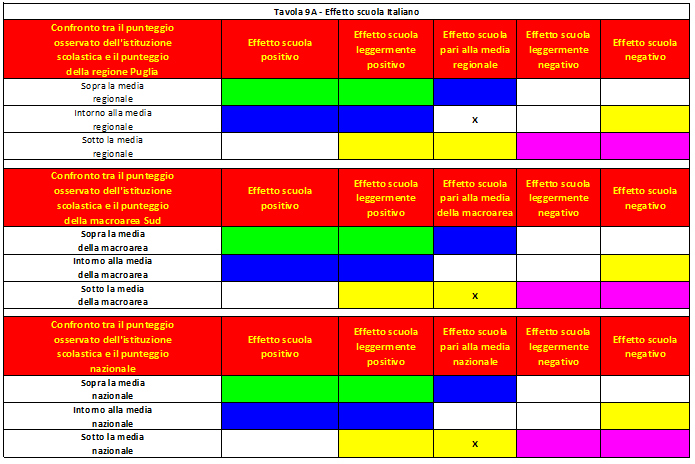 Tavola 9A - Effetto scuola Italiano
Confronto tra il punteggio
osservato dell'istituzione
scolastica e il punteggio
della regione Puglia
Effetto scuola
positivo
Effetto scuola
leggermente
positivo
Effetto scuola
pari alla media
regionale
Effetto scuola
leggermente
negativo
Effetto scuola
negativo
Sopra la media
regionale
Intorno alla media
regionale
X
Sotto la media
regionale
Confronto tra il punteggio
osservato dell'istituzione
scolastica e il punteggio
della macroarea Sud
Effetto scuola
positivo
Effetto scuola
leggermente
positivo
Effetto scuola
pari alla media
della macroarea
Effetto scuola
leggermente
negativo
Effetto scuola
negativo
Sopra la media
della macroarea
Intorno alla media
della macroarea
Sotto la media
della macroarea
X
Confronto tra il punteggio
osservato dell'istituzione
scolastica e il punteggio
nazionale
Effetto scuola
positivo
Effetto scuola
leggermente
positivo
Effetto scuola
pari alla media
nazionale
Effetto scuola
leggermente
negativo
Effetto scuola
negativo
Sopra la media
nazionale
Intorno alla media
nazionale
Sotto la media
nazionale
X